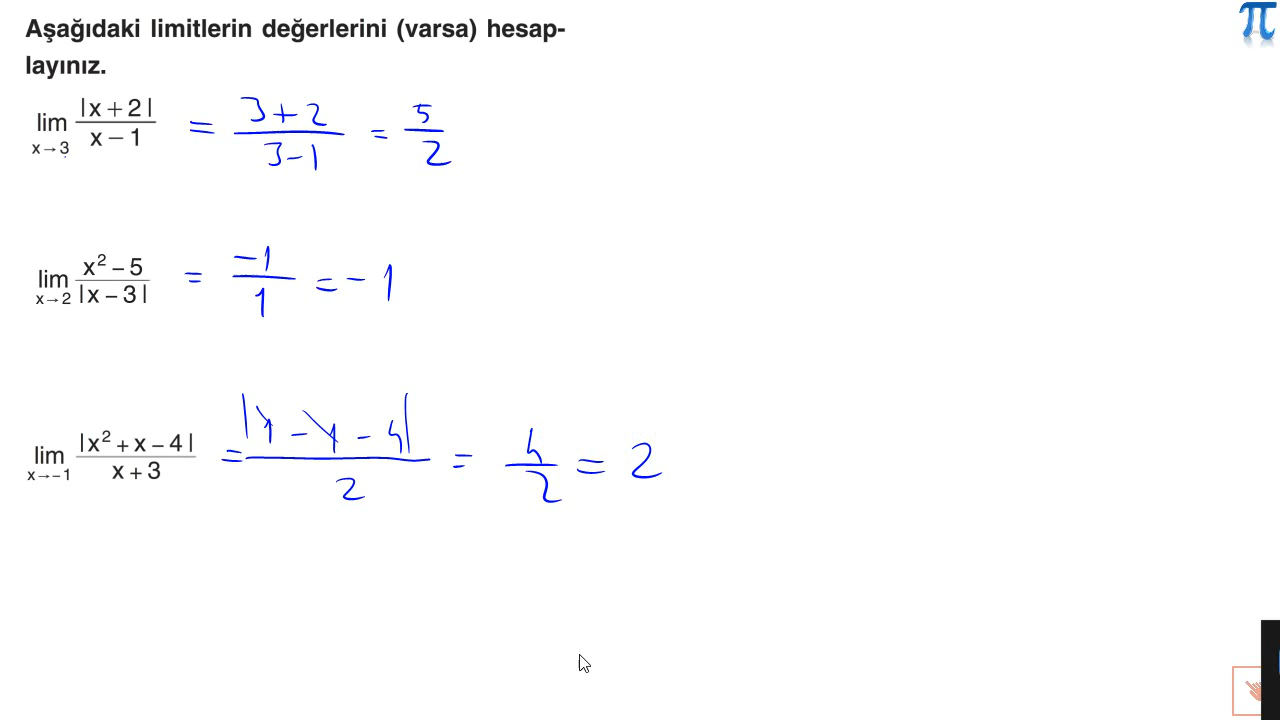 Aşağıdaki limitlerin değerlerini (varsa) hesap-
layınız.
lim x→3 |x + 2| / x − 1 = 3+2 / 3-1 = 5/2
lim x→2 x² − 5 / |x − 3| = -1/1 = -1
lim x→−1 |x² + x − 4| / x + 3 = |1 - 1 - 4| / 2 = 4/2 = 2
π